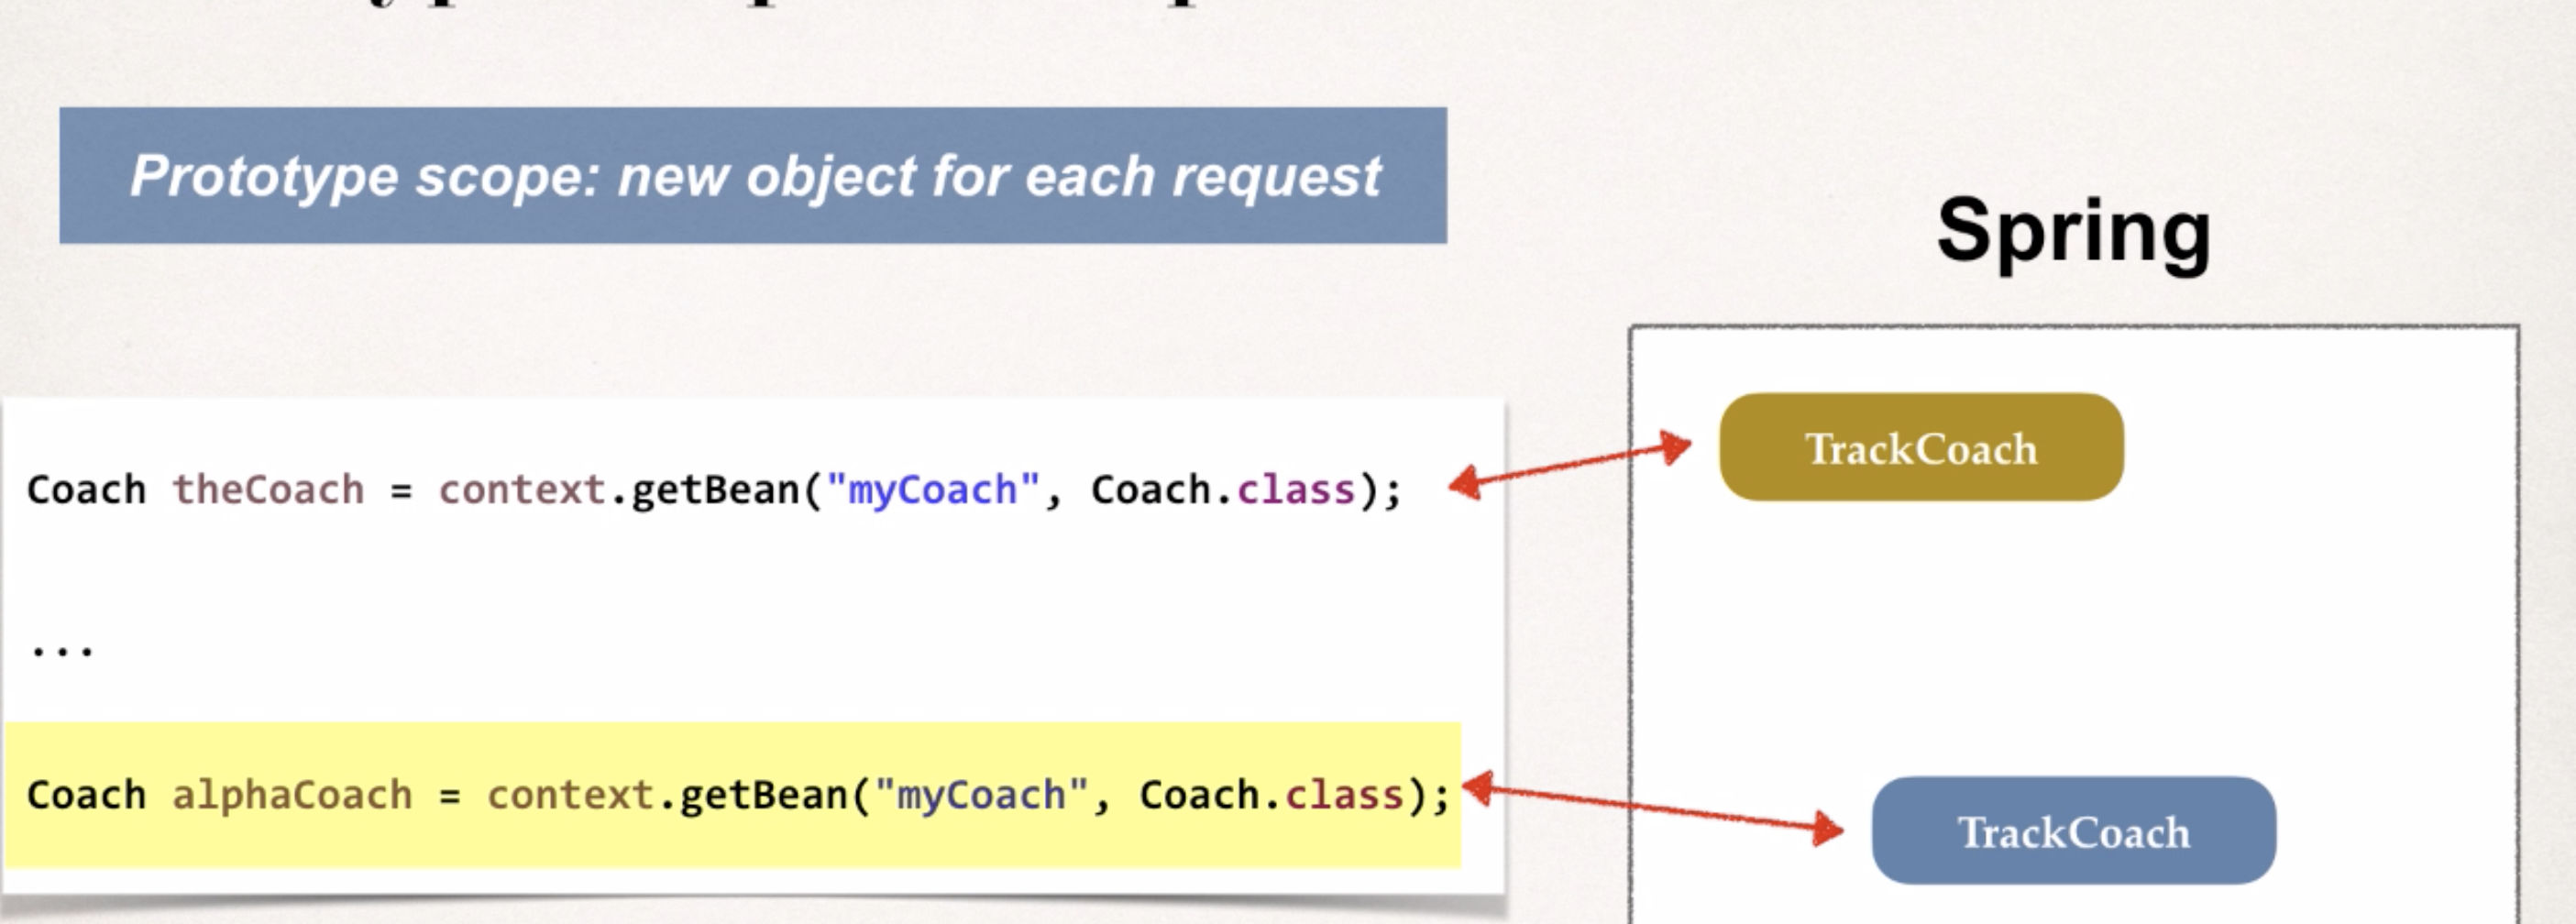 Prototype scope: new object for each request
Spring
TrackCoach
Coach theCoach = context.getBean("myCoach", Coach.class);
...
Coach alphaCoach = context.getBean("myCoach", Coach.class);
TrackCoach